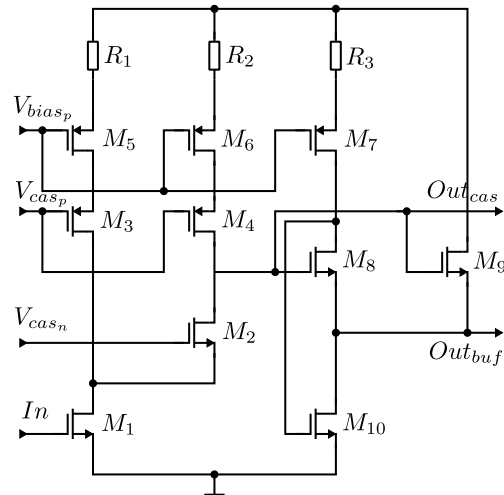 R1 R2 R3
Vbiasp M5 M6 M7
Vcasp M3 M4 Outcas
M8 M9
Vcasn M2
Outbuf
In M1 M10